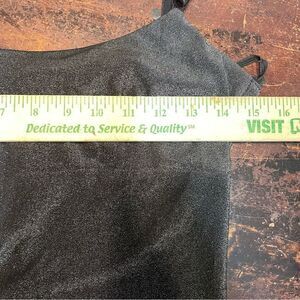 7 8 9 10 11 12 13 14 15 16
Dedicated to Service & Quality℠ VISIT